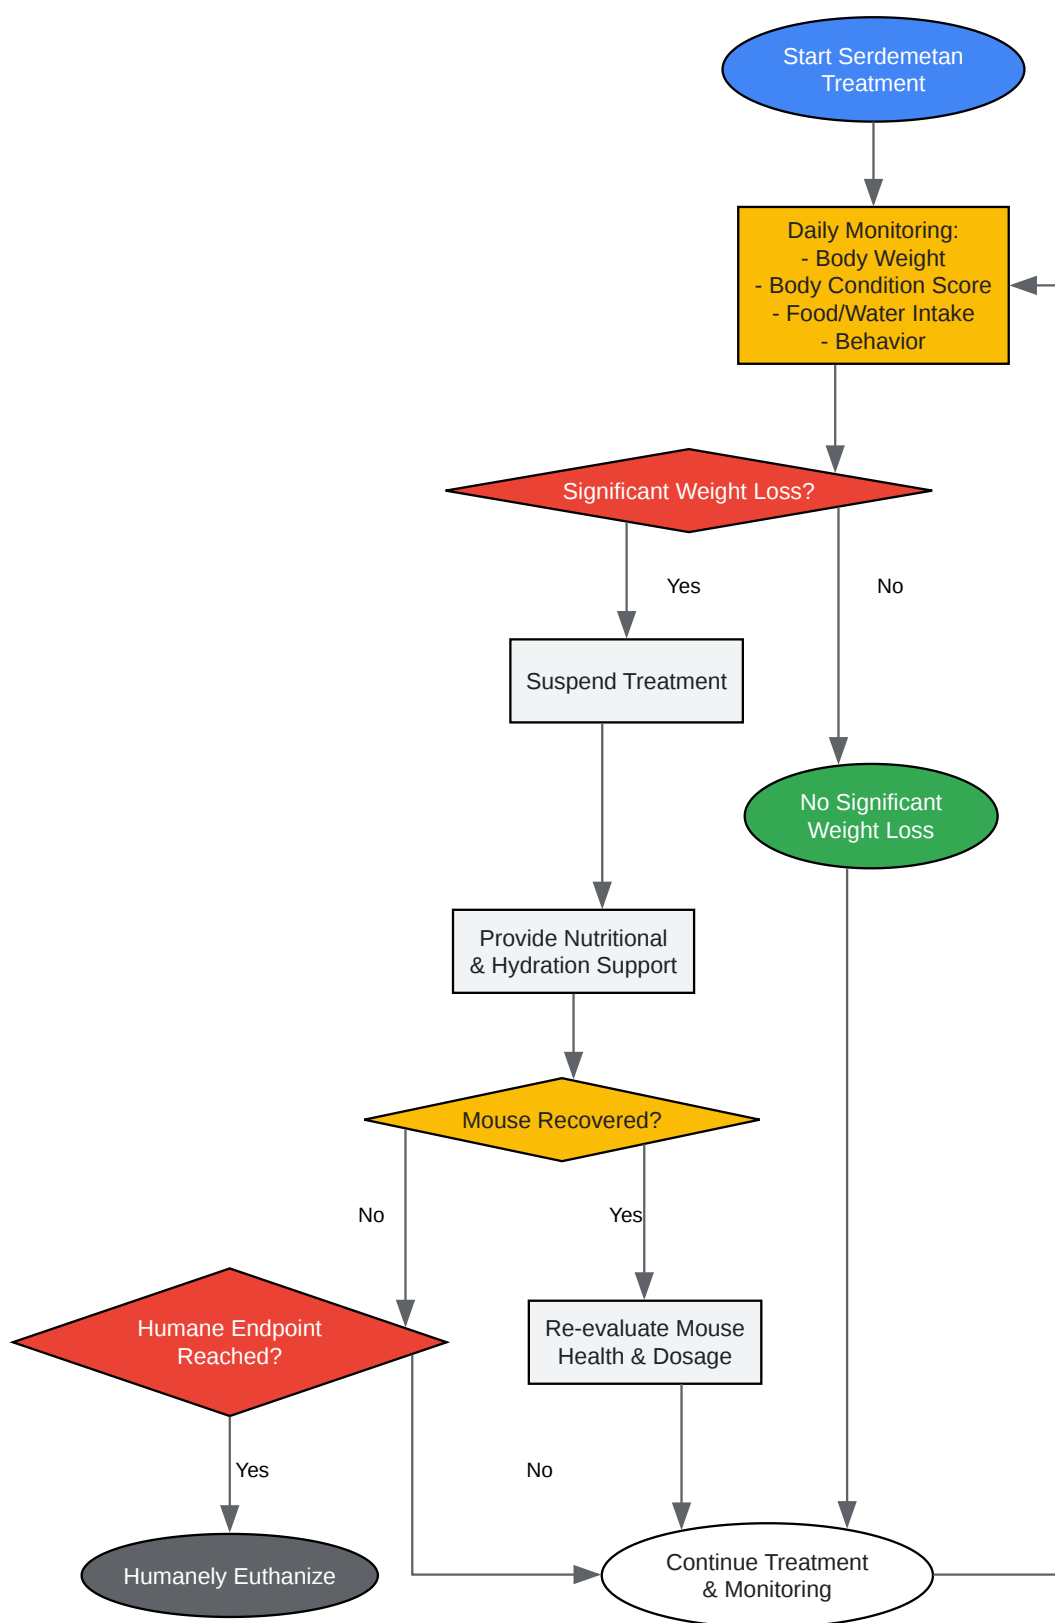 Start Serdemetan
Treatment
Daily Monitoring:
- Body Weight
- Body Condition Score
- Food/Water Intake
- Behavior
Significant Weight Loss?
Yes
No
Suspend Treatment
No Significant
Weight Loss
Provide Nutritional
& Hydration Support
Mouse Recovered?
No
Yes
Humane Endpoint
Reached?
Re-evaluate Mouse
Health & Dosage
Yes
No
Humanely Euthanize
Continue Treatment
& Monitoring